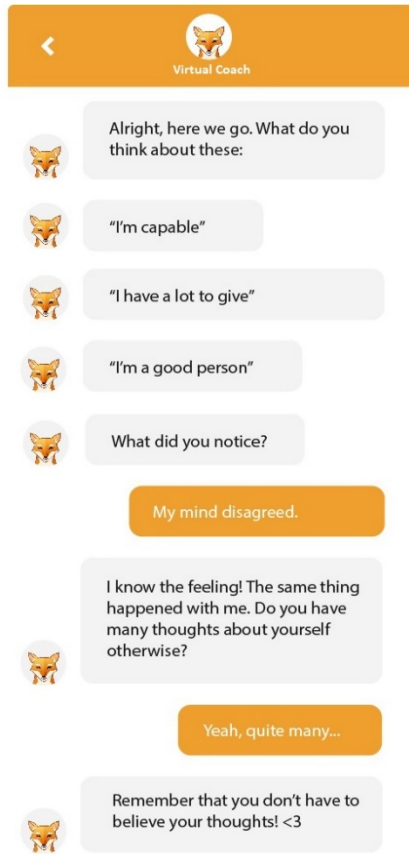 Virtual Coach
Alright, here we go. What do you
think about these:
“I’m capable”
“I have a lot to give”
“I’m a good person”
What did you notice?
My mind disagreed.
I know the feeling! The same thing
happened with me. Do you have
many thoughts about yourself
otherwise?
Yeah, quite many...
Remember that you don’t have to
believe your thoughts! <3